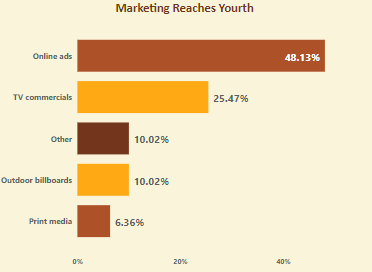 Marketing Reaches Yourth
Online ads
48.13%
TV commercials
25.47%
Other
10.02%
Outdoor billboards
10.02%
Print media
6.36%
0%
20%
40%